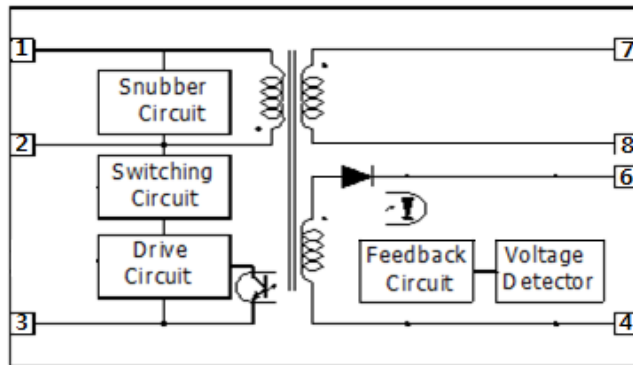 1
7
Snubber
Circuit
2
8
Switching
Circuit
6
Drive
Circuit
Feedback
Circuit
Voltage
Detector
3
4